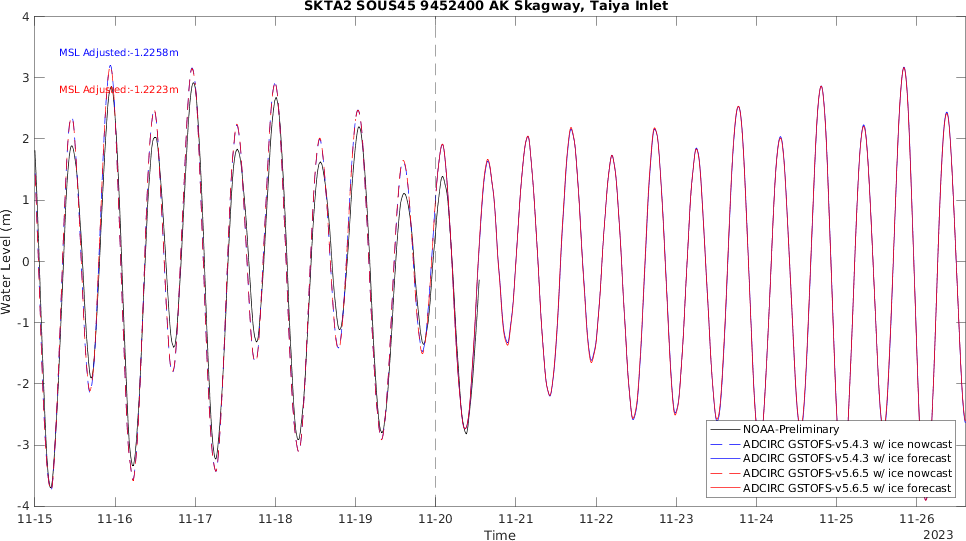 SKTA2 SOUS45 9452400 AK Skagway, Taiya Inlet
MSL Adjusted:-1.2258m
MSL Adjusted:-1.2223m
Water Level (m)
4
3
2
1
0
-1
-2
-3
-4
NOAA-Preliminary
ADCIRC GSTOFS-v5.4.3 w/ ice nowcast
ADCIRC GSTOFS-v5.4.3 w/ ice forecast
ADCIRC GSTOFS-v5.6.5 w/ ice nowcast
ADCIRC GSTOFS-v5.6.5 w/ ice forecast
11-15 11-16 11-17 11-18 11-19 11-20 11-21 11-22 11-23 11-24 11-25 11-26
Time
2023